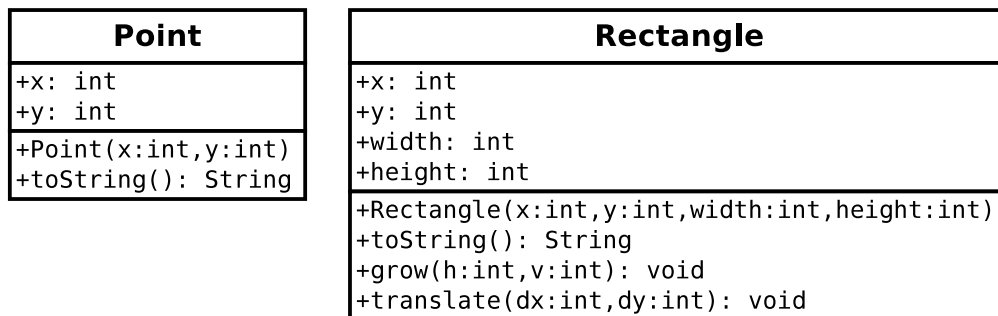 Point
+x: int
+y: int
+Point(x:int,y:int)
+toString(): String
Rectangle
+x: int
+y: int
+width: int
+height: int
+Rectangle(x:int,y:int,width:int,height:int)
+toString(): String
+grow(h:int,v:int): void
+translate(dx:int,dy:int): void